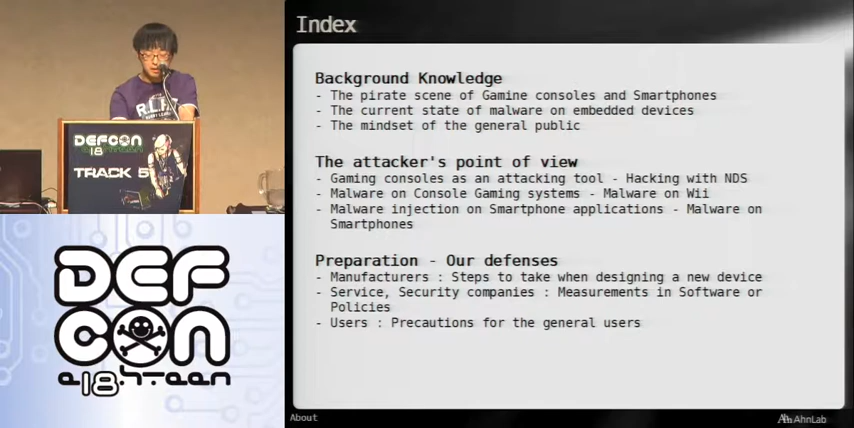 Index
Background Knowledge
- The pirate scene of Gamine consoles and Smartphones
- The current state of malware on embedded devices
- The mindset of the general public
The attacker's point of view
- Gaming consoles as an attacking tool - Hacking with NDS
- Malware on Console Gaming systems - Malware on Wii
- Malware injection on Smartphone applications - Malware on
Smartphones
Preparation - Our defenses
- Manufacturers : Steps to take when designing a new device
- Service, Security companies : Measurements in Software or
Policies
- Users : Precautions for the general users
About
AhnLab
DEFCON
18
TRACK 5
DEF
CON
e18hteen